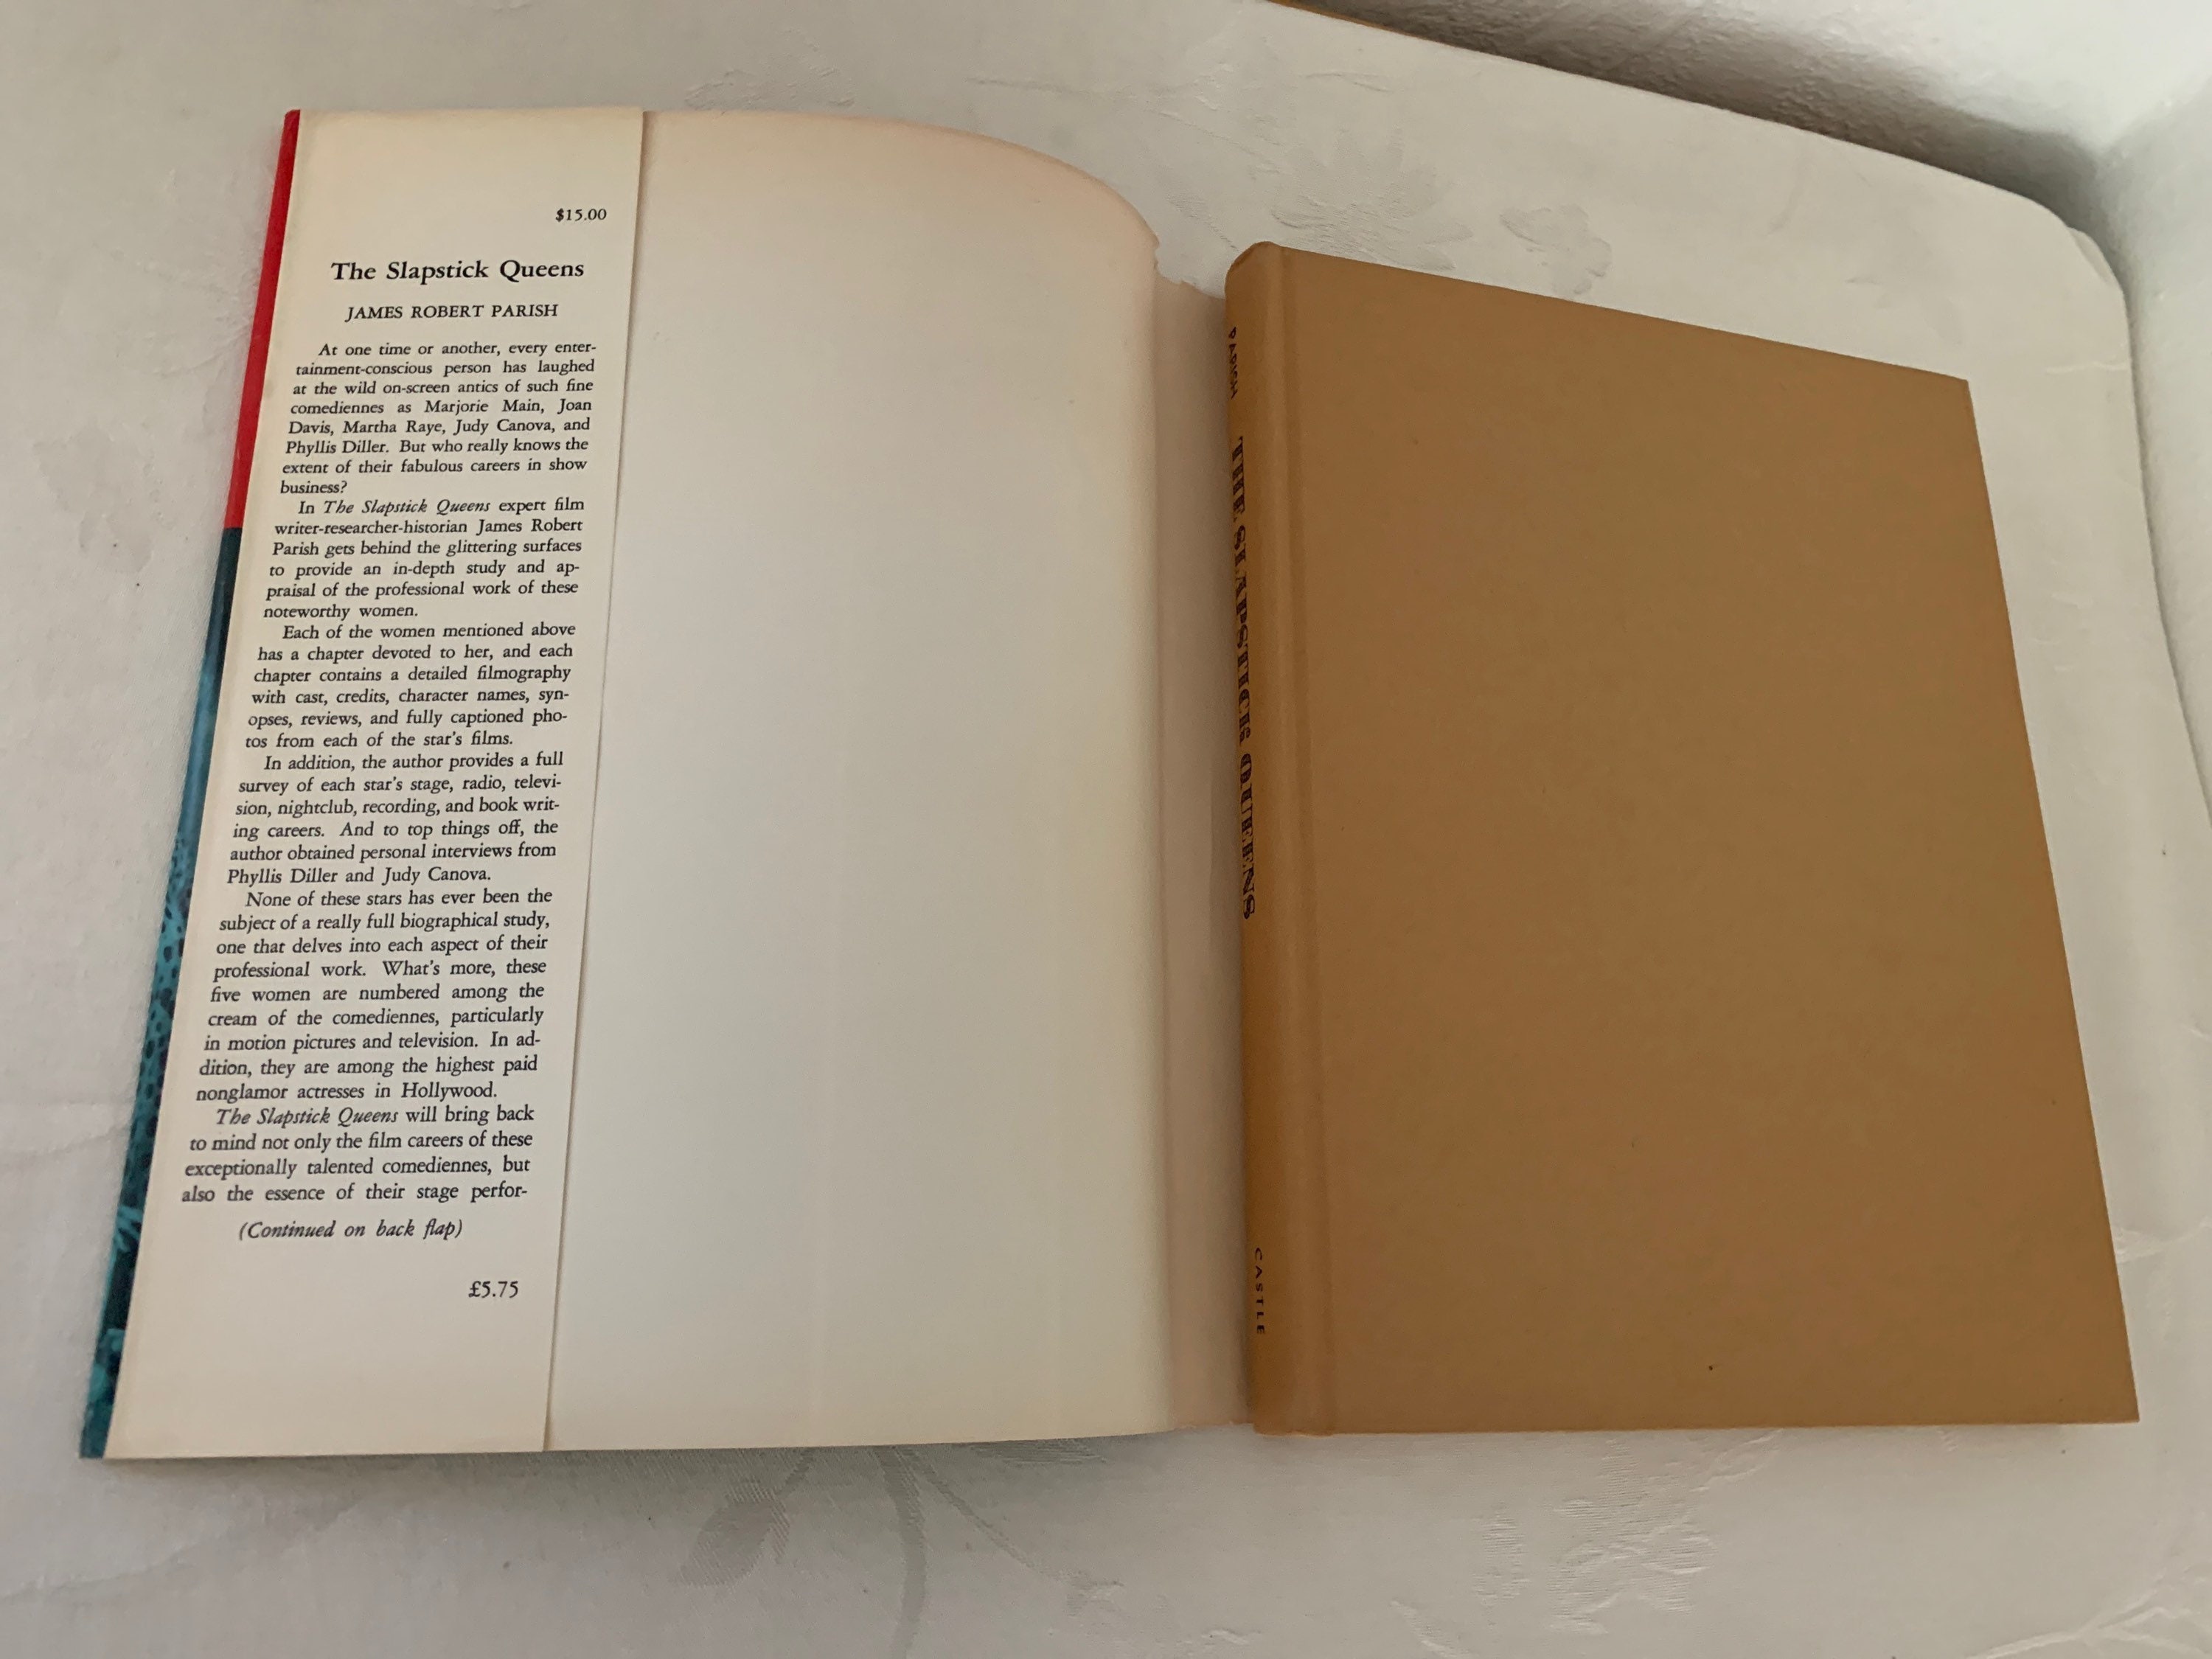 $15.00
The Slapstick Queens
JAMES ROBERT PARISH
At one time or another, every enter-
tainment-conscious person has laughed
at the wild on-screen antics of such fine
comediennes as Marjorie Main, Joan
Davis, Martha Raye, Judy Canova, and
Phyllis Diller. But who really knows the
extent of their fabulous careers in show
business?
In The Slapstick Queens expert film
writer-researcher-historian James Robert
Parish gets behind the glittering surfaces
to provide an in-depth study and ap-
praisal of the professional work of these
noteworthy women.
Each of the women mentioned above
has a chapter devoted to her, and each
chapter contains a detailed filmography
with cast, credits, character names, syn-
opses, reviews, and fully captioned pho-
tos from each of the star's films.
In addition, the author provides a full
survey of each star's stage, radio, televi-
sion, nightclub, recording, and book writ-
ing careers. And to top things off, the
author obtained personal interviews from
Phyllis Diller and Judy Canova.
None of these stars has ever been the
subject of a really full biographical study,
one that delves into each aspect of their
professional work. What's more, these
five women are numbered among the
cream of the comediennes, particularly
in motion pictures and television. In ad-
dition, they are among the highest paid
nonglamor actresses in Hollywood.
The Slapstick Queens will bring back
to mind not only the film careers of these
exceptionally talented comediennes, but
also the essence of their stage perfor-
(Continued on back flap)
£5.75
PARISH
THE SLAPSTICK QUEENS
CASTLE